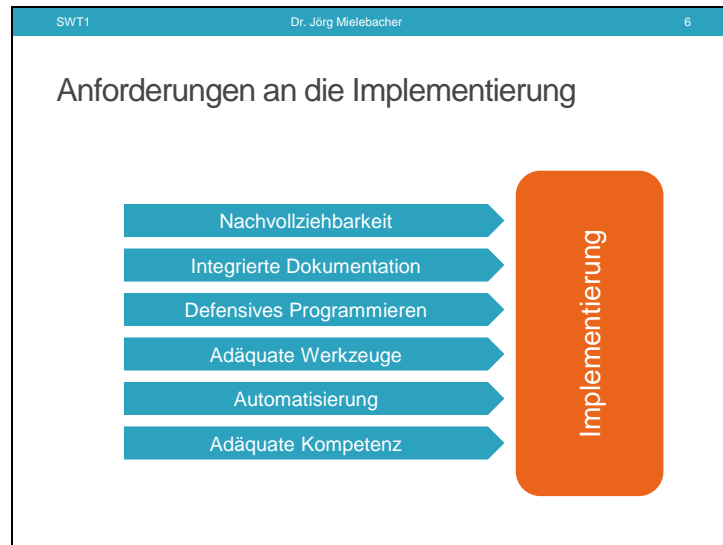 SWT1 Dr. Jörg Mielebacher 6
Anforderungen an die Implementierung
Nachvollziehbarkeit
Integrierte Dokumentation
Defensives Programmieren
Adäquate Werkzeuge
Automatisierung
Adäquate Kompetenz
Implementierung